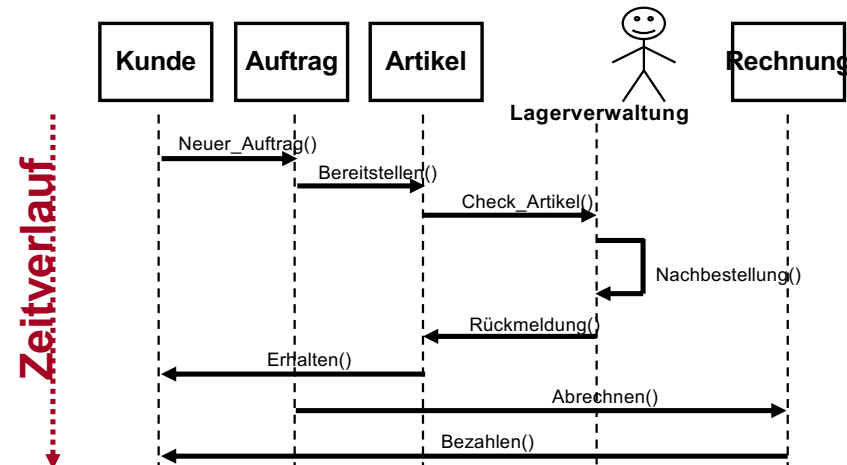 Kunde
Auftrag
Artikel
Rechnung
Lagerverwaltung
Zeitverlauf
Neuer_Auftrag()
Bereitstellen()
Check_Artikel()
Nachbestellung()
Rückmeldung()
Erhalten()
Abrechnen()
Bezahlen()